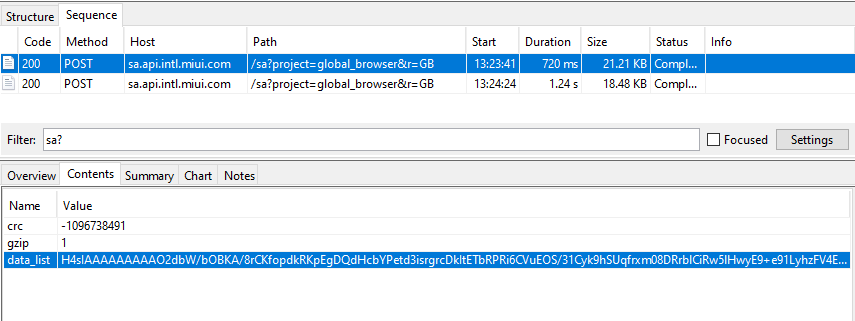 Structure Sequence
Code Method Host Path Start Duration Size Status Info
200 POST sa.api.intl.miui.com /sa?project=global_browser&r=GB 13:23:41 720 ms 21.21 KB Compl...
200 POST sa.api.intl.miui.com /sa?project=global_browser&r=GB 13:24:24 1.24 s 18.48 KB Compl...
Filter: sa? Focused Settings
Overview Contents Summary Chart Notes
Name Value
crc -1096738491
gzip 1
data_list H4sIAAAAAAAAAO2dbW/bOBKA/8rCKfopdkRKpEgDQdHcbYPetd3isrgrcDkItETbRPRi6CVuEOS/31Cyk9hSUqfrxm08DRrbICiRw5lHwyE9+e91LyhzFV4E...